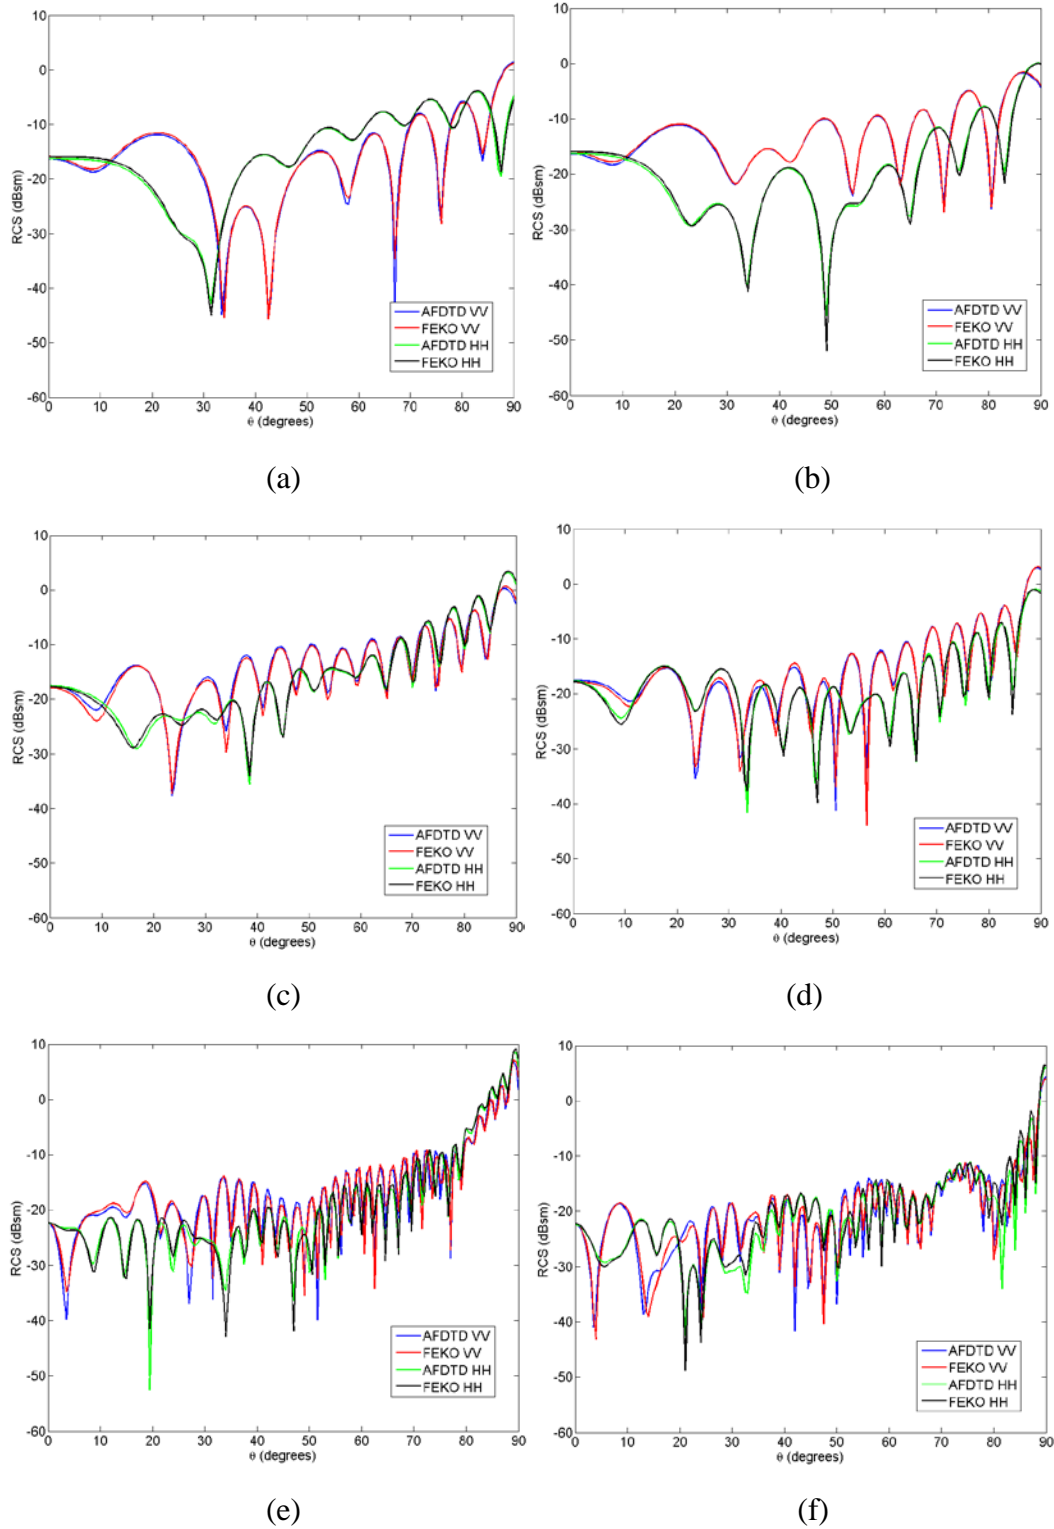 10
0
-10
-20
-30
-40
-50
-60
RCS (dBsm)
0 10 20 30 40 50 60 70 80 90
θ (degrees)
AFDTD VV
FEKO VV
AFDTD HH
FEKO HH
(a)
10
0
-10
-20
-30
-40
-50
-60
RCS (dBsm)
0 10 20 30 40 50 60 70 80 90
θ (degrees)
AFDTD VV
FEKO VV
AFDTD HH
FEKO HH
(b)
10
0
-10
-20
-30
-40
-50
-60
RCS (dBsm)
0 10 20 30 40 50 60 70 80 90
θ (degrees)
AFDTD VV
FEKO VV
AFDTD HH
FEKO HH
(c)
10
0
-10
-20
-30
-40
-50
-60
RCS (dBsm)
0 10 20 30 40 50 60 70 80 90
θ (degrees)
AFDTD VV
FEKO VV
AFDTD HH
FEKO HH
(d)
10
0
-10
-20
-30
-40
-50
-60
RCS (dBsm)
0 10 20 30 40 50 60 70 80 90
θ (degrees)
AFDTD VV
FEKO VV
AFDTD HH
FEKO HH
(e)
10
0
-10
-20
-30
-40
-50
-60
RCS (dBsm)
0 10 20 30 40 50 60 70 80 90
θ (degrees)
AFDTD VV
FEKO VV
AFDTD HH
FEKO HH
(f)